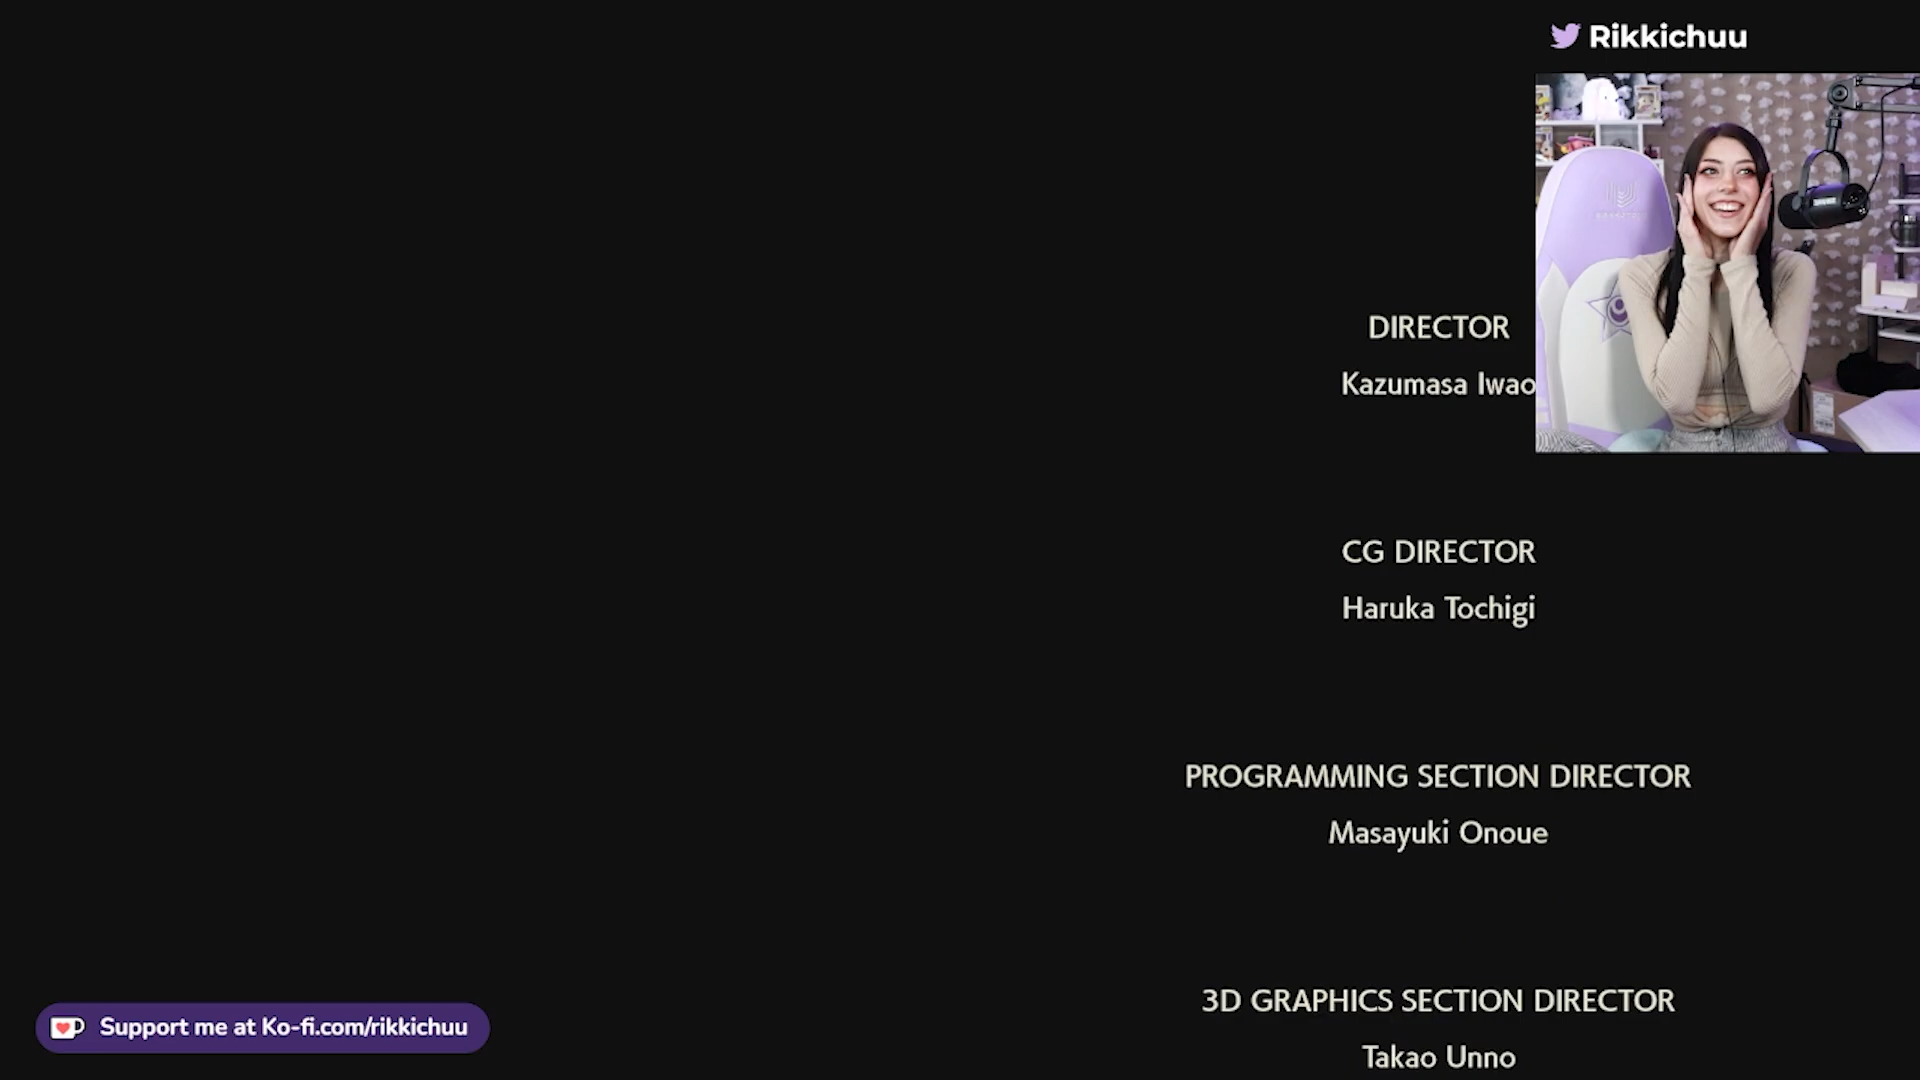 Rikkichuu
DIRECTOR
Kazumasa Iwao
CG DIRECTOR
Haruka Tochigi
PROGRAMMING SECTION DIRECTOR
Masayuki Onoue
3D GRAPHICS SECTION DIRECTOR
Takao Unno
Support me at Ko-fi.com/rikkichuu